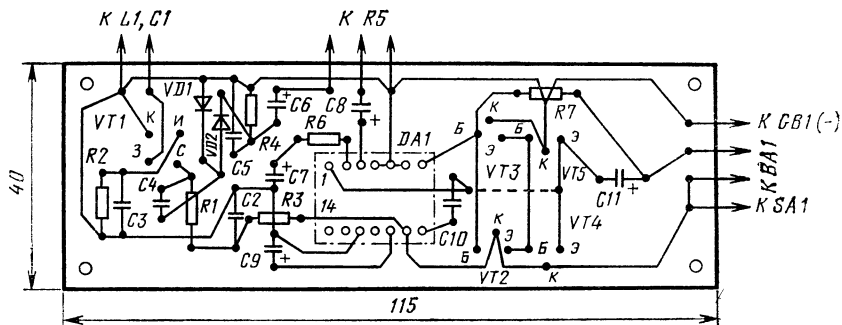 К L1, C1
К R5
VD1
C6
C8
R7
К GB1 (-)
VT1
К
И
VD2
R4
R6
DA1
Б
К
Э
Б
Э
К
К BA1
R2
З
С
C5
C7
1
VT3
VT5
40
C4
R1
C2
R3
14
C11
VT4
К SA1
C3
C9
C10
К
Б
Э
Б
Э
VT2
К
115